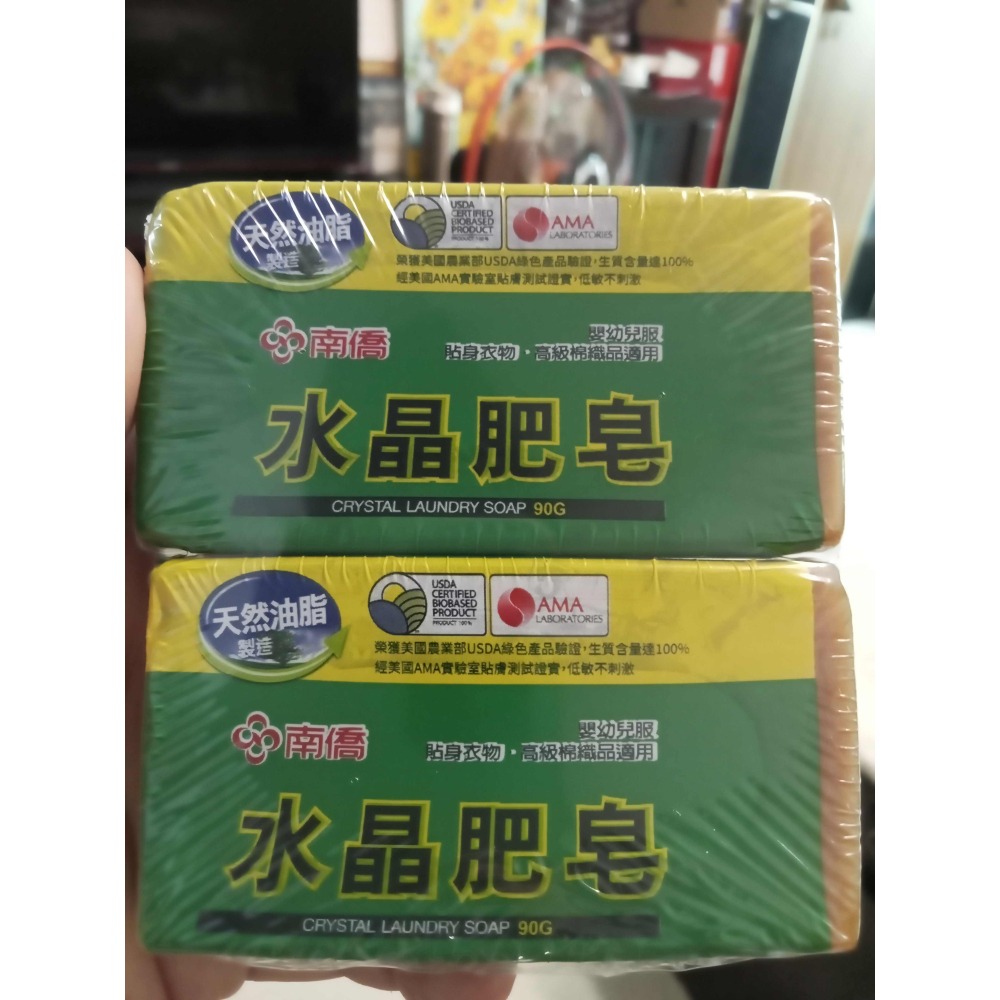 天然油脂
製造
USDA
CERTIFIED
BIOBASED
PRODUCT
PRODUCT 100%
AMA
LABORATORIES
榮獲美國農業部USDA綠色產品驗證,生質含量達100%
經美國AMA實驗室貼膚測試證實,低敏不刺激
南僑
嬰幼兒服
貼身衣物·高級棉織品適用
水晶肥皂
CRYSTAL LAUNDRY SOAP 90G
天然油脂
製造
USDA
CERTIFIED
BIOBASED
PRODUCT
PRODUCT 100%
AMA
LABORATORIES
榮獲美國農業部USDA綠色產品驗證,生質含量達100%
經美國AMA實驗室貼膚測試證實,低敏不刺激
南僑
嬰幼兒服
貼身衣物·高級棉織品適用
水晶肥皂
CRYSTAL LAUNDRY SOAP 90G